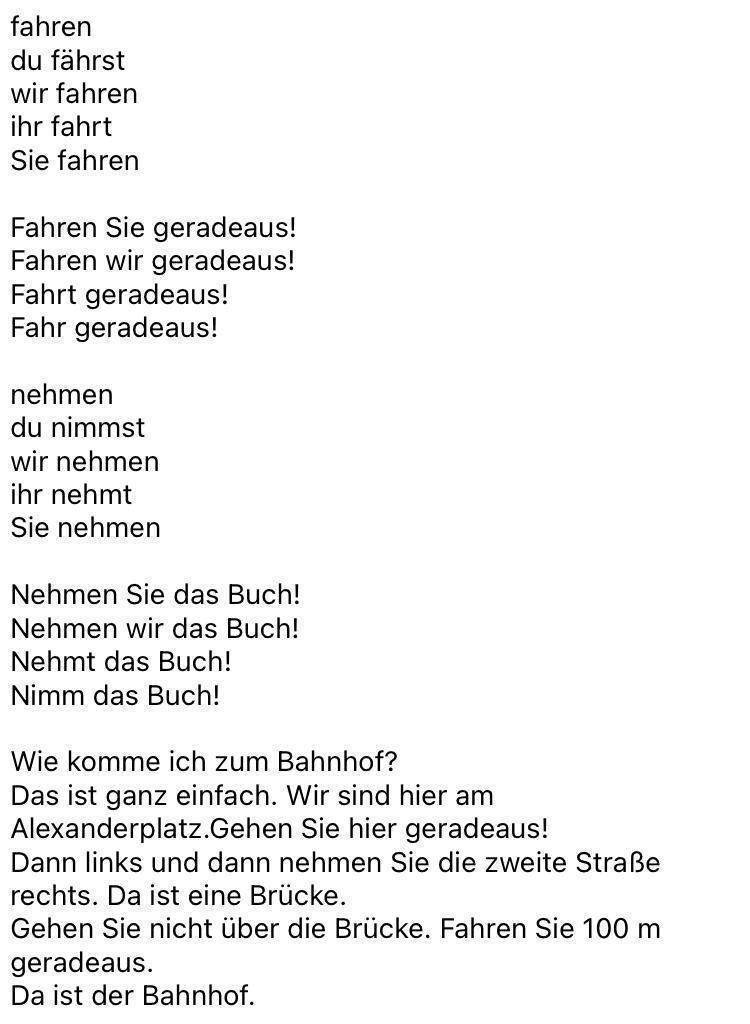 fahren
du fährst
wir fahren
ihr fahrt
Sie fahren

Fahren Sie geradeaus!
Fahren wir geradeaus!
Fahrt geradeaus!
Fahr geradeaus!

nehmen
du nimmst
wir nehmen
ihr nehmt
Sie nehmen

Nehmen Sie das Buch!
Nehmen wir das Buch!
Nehmt das Buch!
Nimm das Buch!

Wie komme ich zum Bahnhof?
Das ist ganz einfach. Wir sind hier am
Alexanderplatz.Gehen Sie hier geradeaus!
Dann links und dann nehmen Sie die zweite Straße
rechts. Da ist eine Brücke.
Gehen Sie nicht über die Brücke. Fahren Sie 100 m
geradeaus.
Da ist der Bahnhof.